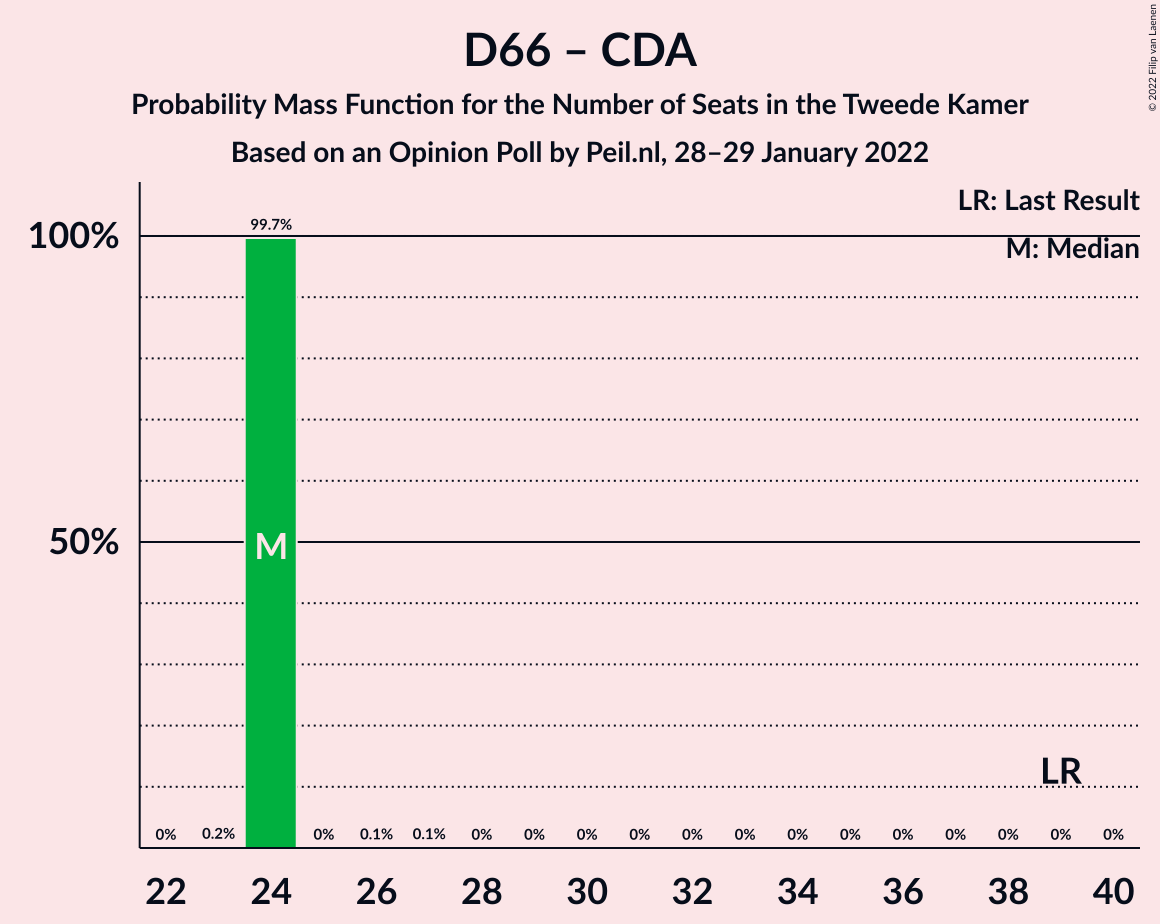 D66 – CDA
Probability Mass Function for the Number of Seats in the Tweede Kamer
Based on an Opinion Poll by Peil.nl, 28–29 January 2022
© 2022 Filip van Laenen
LR: Last Result
M: Median
100%
50%
99.7%
M
LR
0% 0.2% 0% 0.1% 0.1% 0% 0% 0% 0% 0% 0% 0% 0% 0% 0% 0% 0% 0%
22 24 26 28 30 32 34 36 38 40